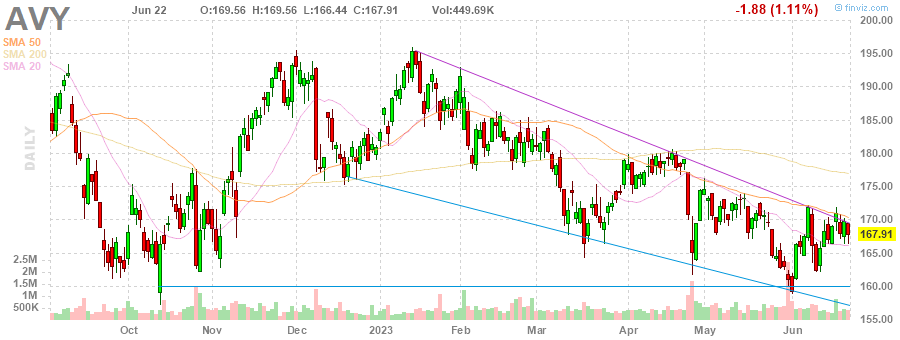 AVY Jun 22 O:169.56 H:169.56 L:166.44 C:167.91 Vol:449.69K -1.88 (1.11%) © finviz.com
SMA 50
SMA 200
SMA 20
DAILY
200.00
195.00
190.00
185.00
180.00
175.00
170.00
167.91
165.00
160.00
155.00
2.5M
2M
1.5M
1M
500K
Oct Nov Dec 2023 Feb Mar Apr May Jun